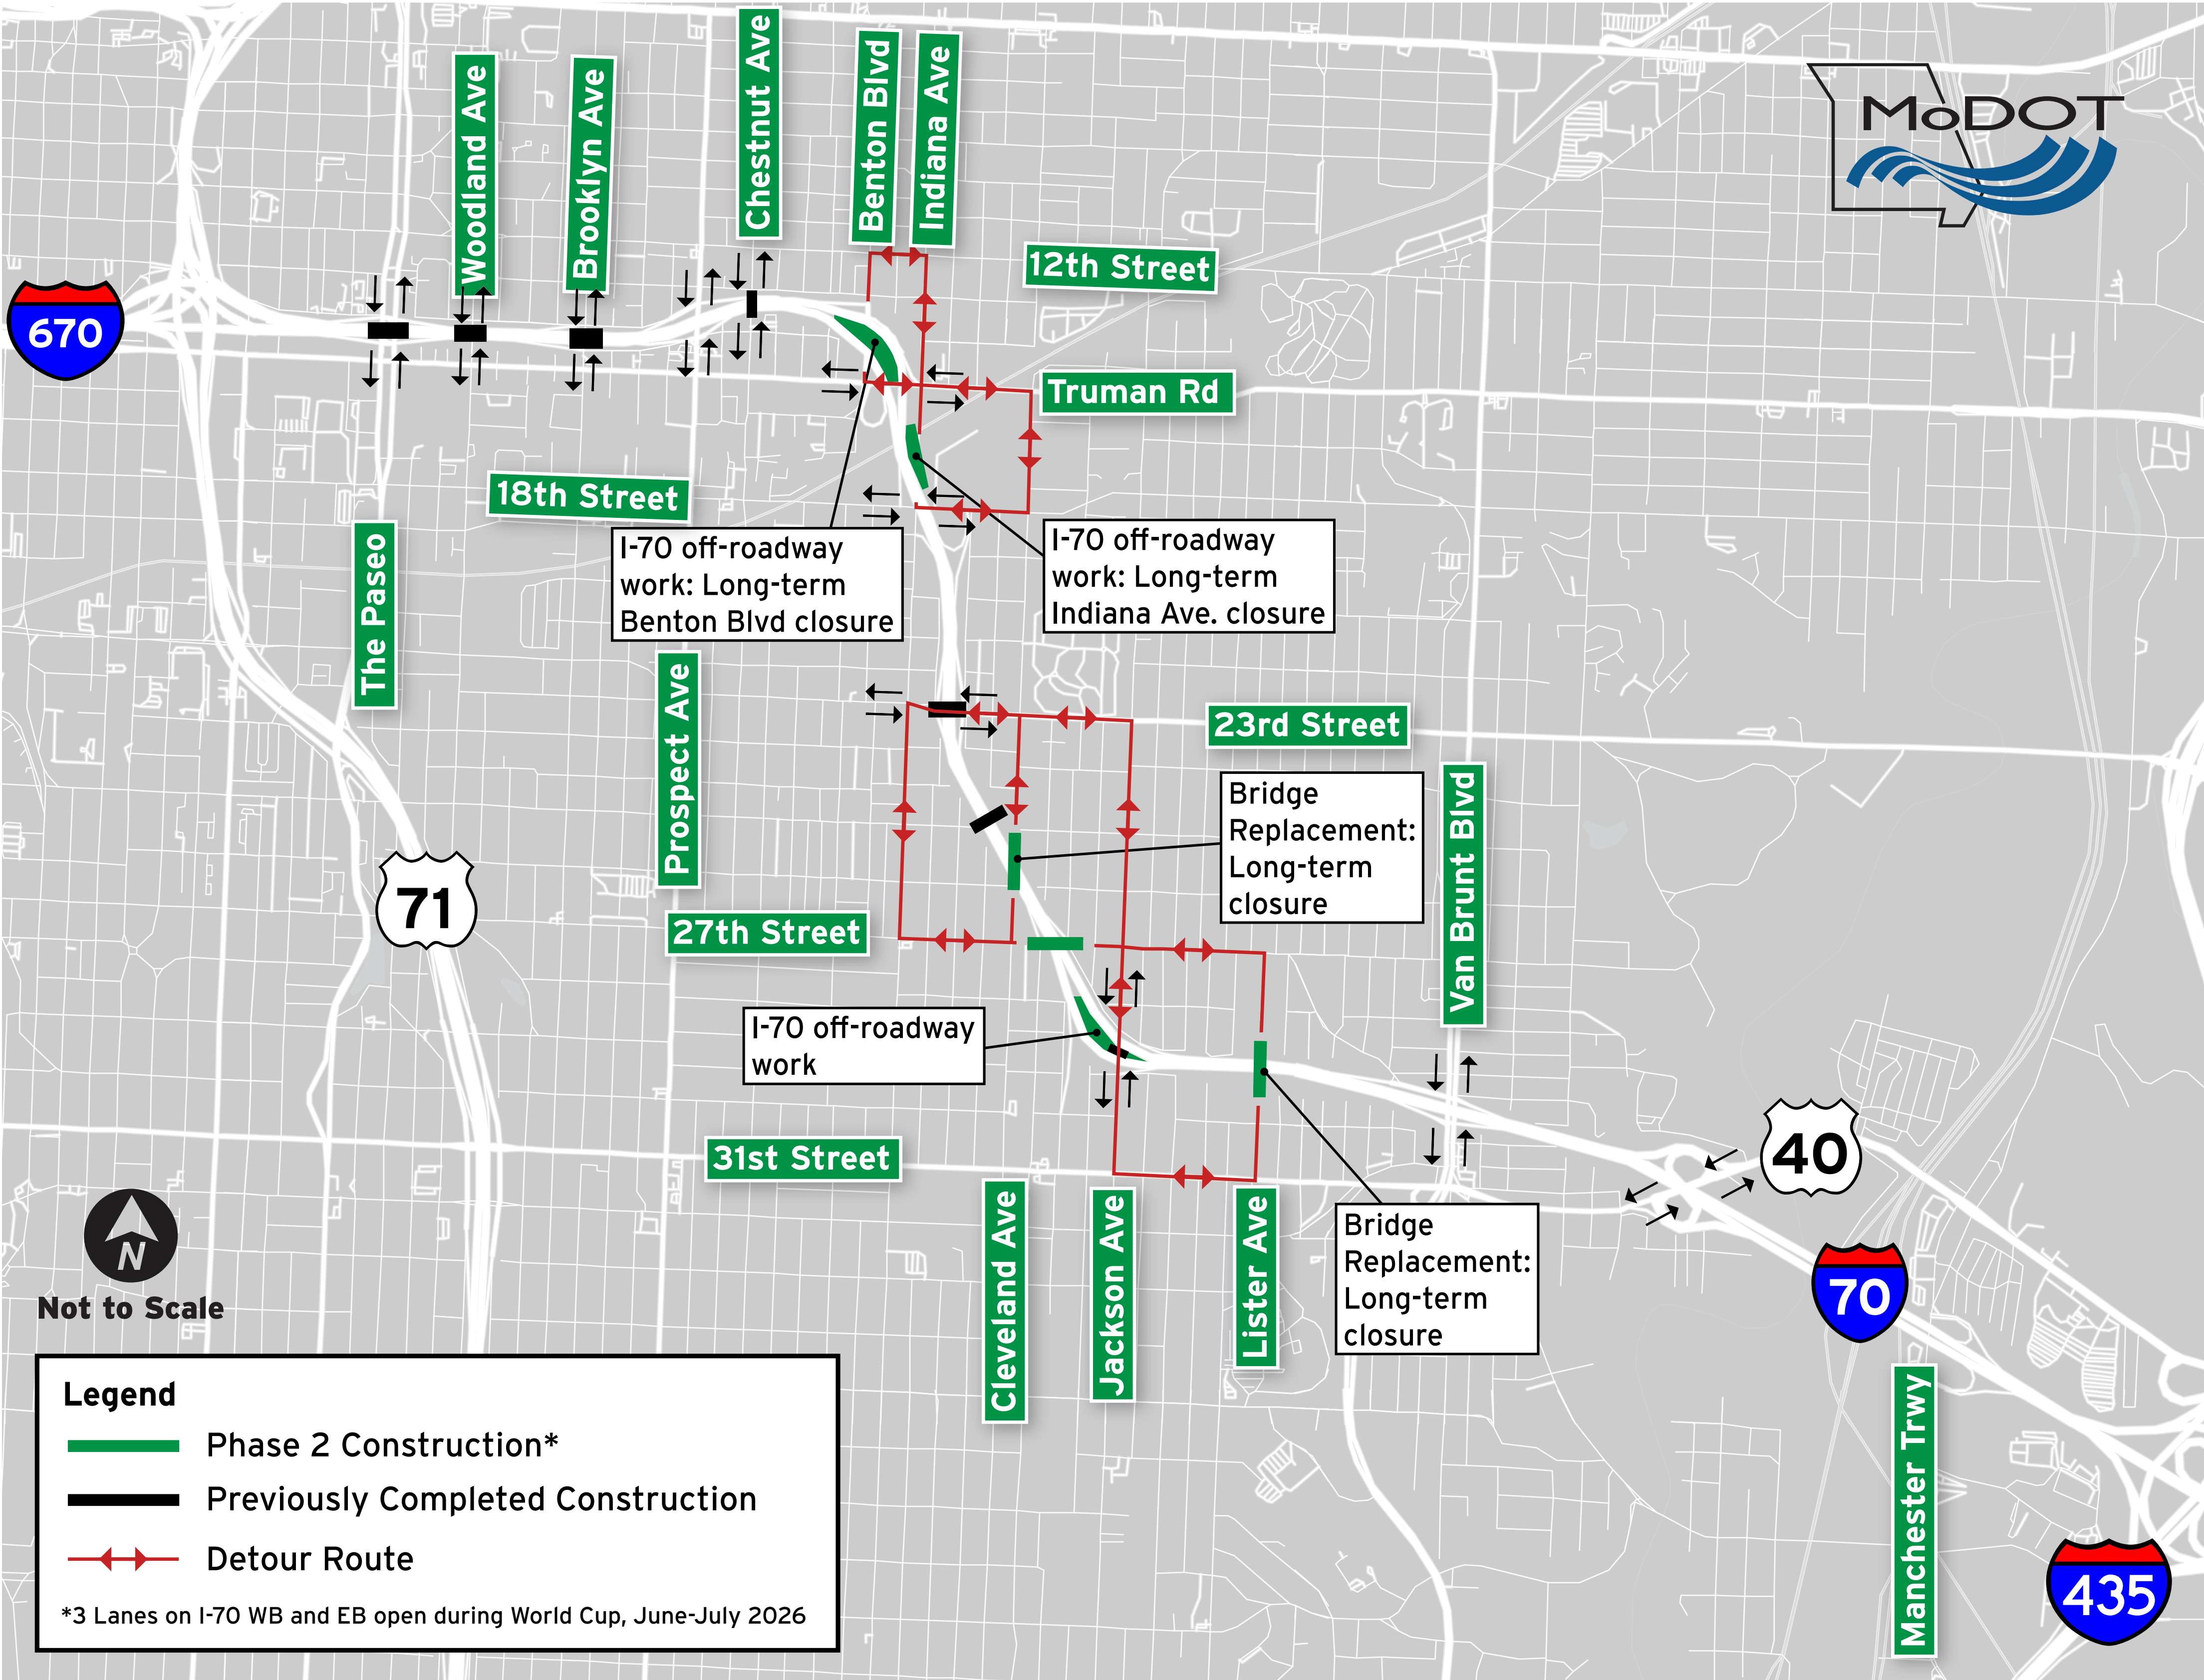 Woodland Ave
Brooklyn Ave
Chestnut Ave
Benton Blvd
Indiana Ave
MoDOT
12th Street
670
Truman Rd
18th Street
The Paseo
I-70 off-roadway
work: Long-term
Benton Blvd closure
I-70 off-roadway
work: Long-term
Indiana Ave. closure
Prospect Ave
23rd Street
Bridge
Replacement:
Long-term
closure
Van Brunt Blvd
71
27th Street
I-70 off-roadway
work
31st Street
40
Cleveland Ave
Jackson Ave
Lister Ave
Bridge
Replacement:
Long-term
closure
70
N
Not to Scale
Manchester Trwy
435
Legend
Phase 2 Construction*
Previously Completed Construction
Detour Route
*3 Lanes on I-70 WB and EB open during World Cup, June-July 2026